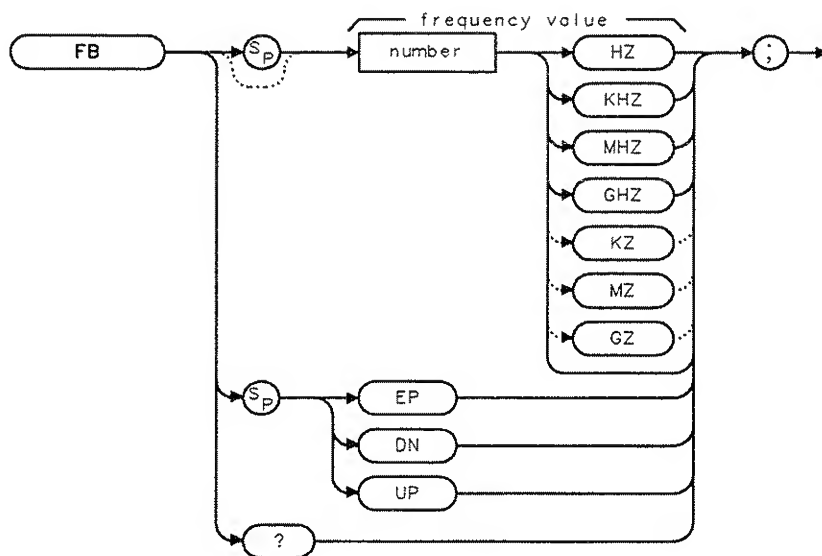 frequency value
FB SP number HZ ;
KHZ
MHZ
GHZ
KZ
MZ
GZ
SP EP
DN
UP
?